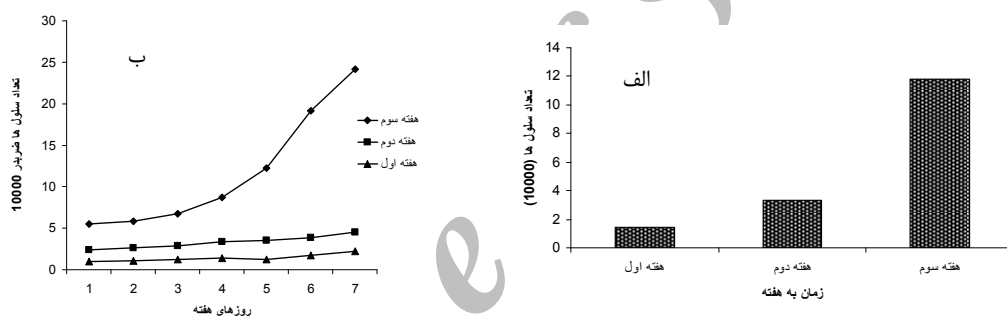 الف
تعداد سلول ها (10000)
14
12
10
8
6
4
2
0
هفته اول
هفته دوم
هفته سوم
زمان به هفته
ب
تعداد سلول ها ضربدر 10000
30
25
20
15
10
5
0
1 2 3 4 5 6 7
روزهای هفته
هفته سوم
هفته دوم
هفته اول